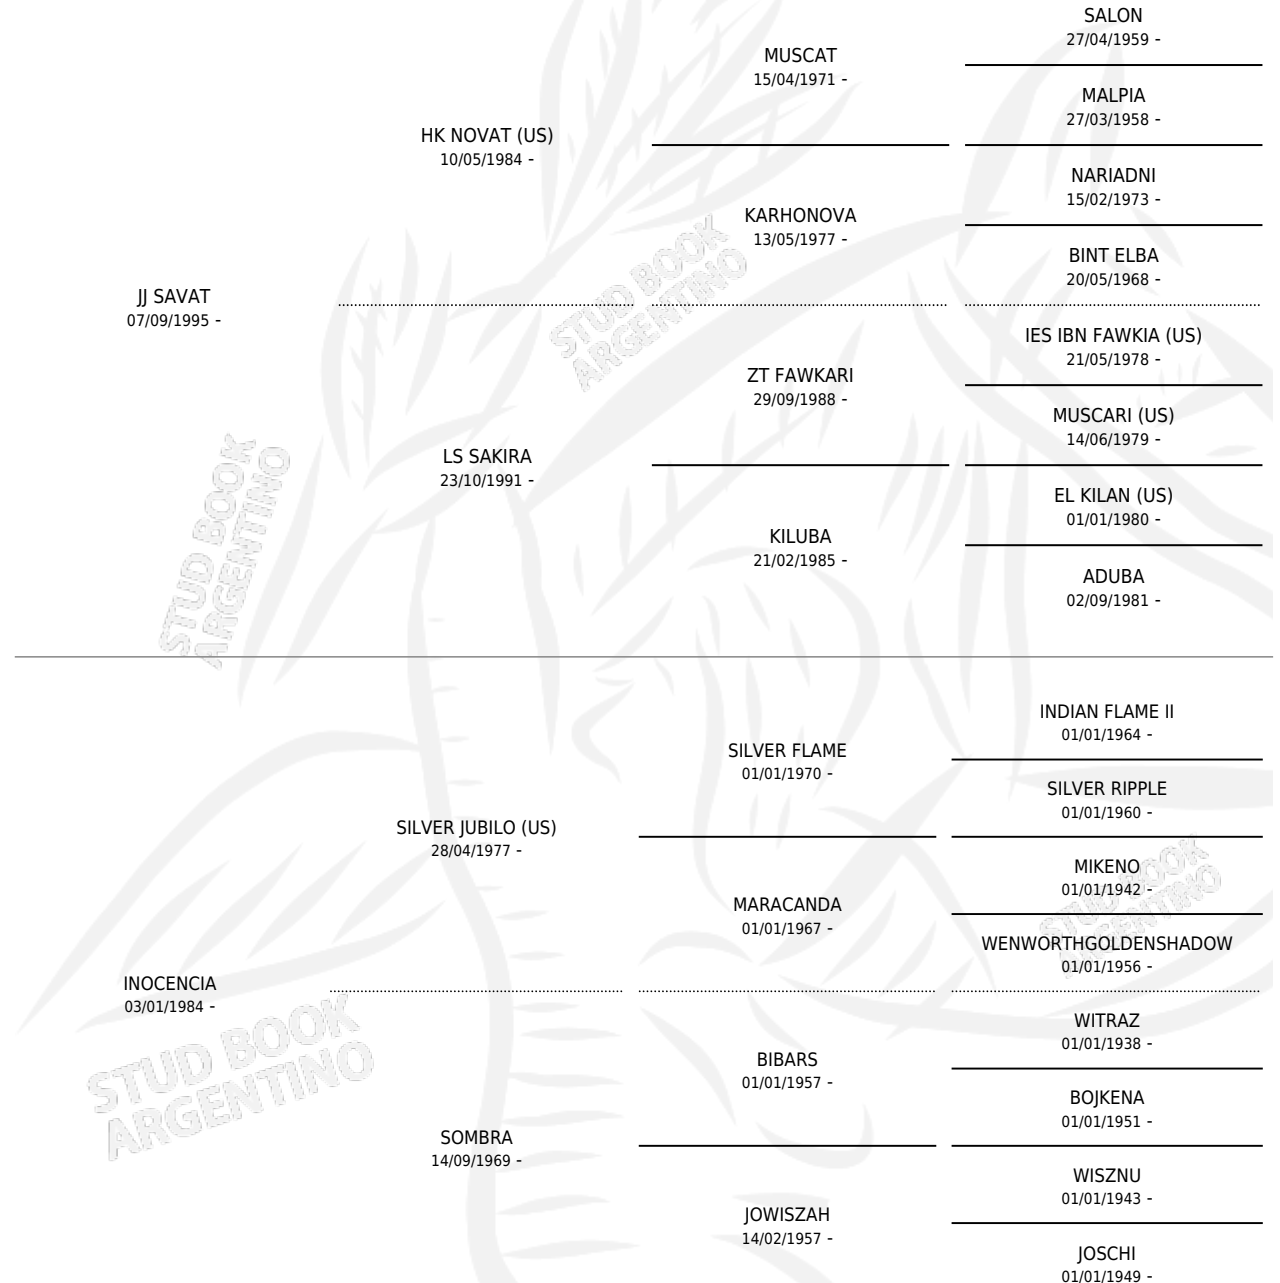 SALON
27/04/1959 -
MUSCAT
15/04/1971 -
MALPIA
27/03/1958 -
HK NOVAT (US)
10/05/1984 -
NARIADNI
15/02/1973 -
KARHONOVA
13/05/1977 -
BINT ELBA
20/05/1968 -
JJ SAVAT
07/09/1995 -
IES IBN FAWKIA (US)
21/05/1978 -
ZT FAWKARI
29/09/1988 -
MUSCARI (US)
14/06/1979 -
LS SAKIRA
23/10/1991 -
EL KILAN (US)
01/01/1980 -
KILUBA
21/02/1985 -
ADUBA
02/09/1981 -
INDIAN FLAME II
01/01/1964 -
SILVER FLAME
01/01/1970 -
SILVER RIPPLE
01/01/1960 -
SILVER JUBILO (US)
28/04/1977 -
MIKENO
01/01/1942 -
MARACANDA
01/01/1967 -
WENWORTHGOLDENSHADOW
01/01/1956 -
INOCENCIA
03/01/1984 -
WITRAZ
01/01/1938 -
BIBARS
01/01/1957 -
BOJKENA
01/01/1951 -
SOMBRA
14/09/1969 -
WISZNU
01/01/1943 -
JOWISZAH
14/02/1957 -
JOSCHI
01/01/1949 -
STUD BOOK
ARGENTINO
STUD BOOK
ARGENTINO
STUD BOOK
ARGENTINO
STUD BOOK
ARGENTINO